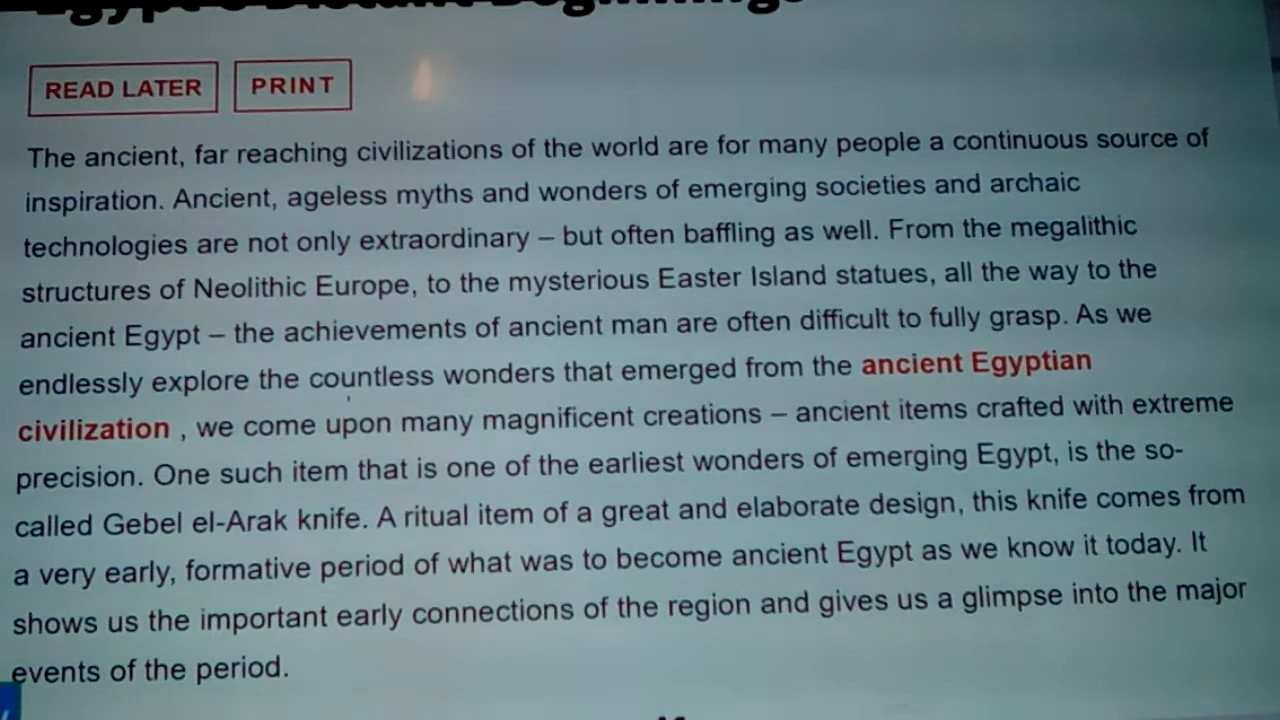 READ LATER PRINT
The ancient, far reaching civilizations of the world are for many people a continuous source of
inspiration. Ancient, ageless myths and wonders of emerging societies and archaic
technologies are not only extraordinary – but often baffling as well. From the megalithic
structures of Neolithic Europe, to the mysterious Easter Island statues, all the way to the
ancient Egypt – the achievements of ancient man are often difficult to fully grasp. As we
endlessly explore the countless wonders that emerged from the ancient Egyptian
civilization , we come upon many magnificent creations – ancient items crafted with extreme
precision. One such item that is one of the earliest wonders of emerging Egypt, is the so-
called Gebel el-Arak knife. A ritual item of a great and elaborate design, this knife comes from
a very early, formative period of what was to become ancient Egypt as we know it today. It
shows us the important early connections of the region and gives us a glimpse into the major
events of the period.